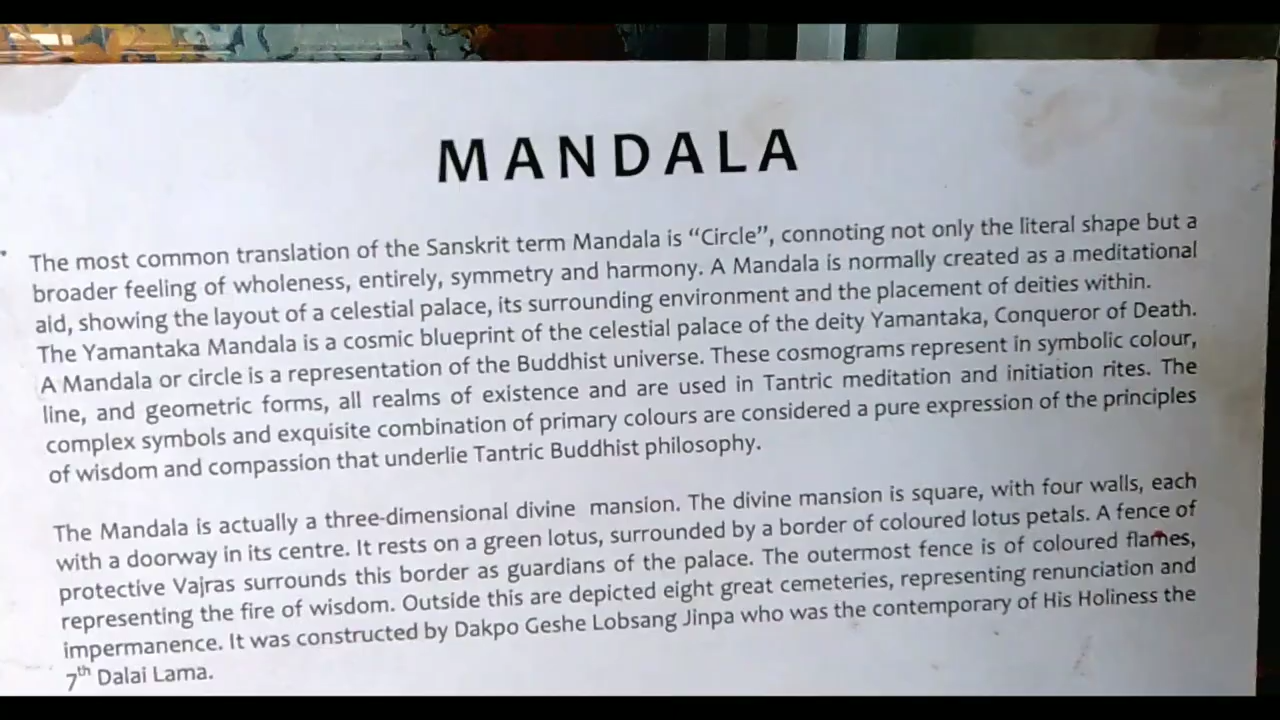 MANDALA
The most common translation of the Sanskrit term Mandala is “Circle”, connoting not only the literal shape but a
broader feeling of wholeness, entirely, symmetry and harmony. A Mandala is normally created as a meditational
aid, showing the layout of a celestial palace, its surrounding environment and the placement of deities within.
The Yamantaka Mandala is a cosmic blueprint of the celestial palace of the deity Yamantaka, Conqueror of Death.
A Mandala or circle is a representation of the Buddhist universe. These cosmograms represent in symbolic colour,
line, and geometric forms, all realms of existence and are used in Tantric meditation and initiation rites. The
complex symbols and exquisite combination of primary colours are considered a pure expression of the principles
of wisdom and compassion that underlie Tantric Buddhist philosophy.
The Mandala is actually a three-dimensional divine mansion. The divine mansion is square, with four walls, each
with a doorway in its centre. It rests on a green lotus, surrounded by a border of coloured lotus petals. A fence of
protective Vajras surrounds this border as guardians of the palace. The outermost fence is of coloured flames,
representing the fire of wisdom. Outside this are depicted eight great cemeteries, representing renunciation and
impermanence. It was constructed by Dakpo Geshe Lobsang Jinpa who was the contemporary of His Holiness the
7th Dalai Lama.